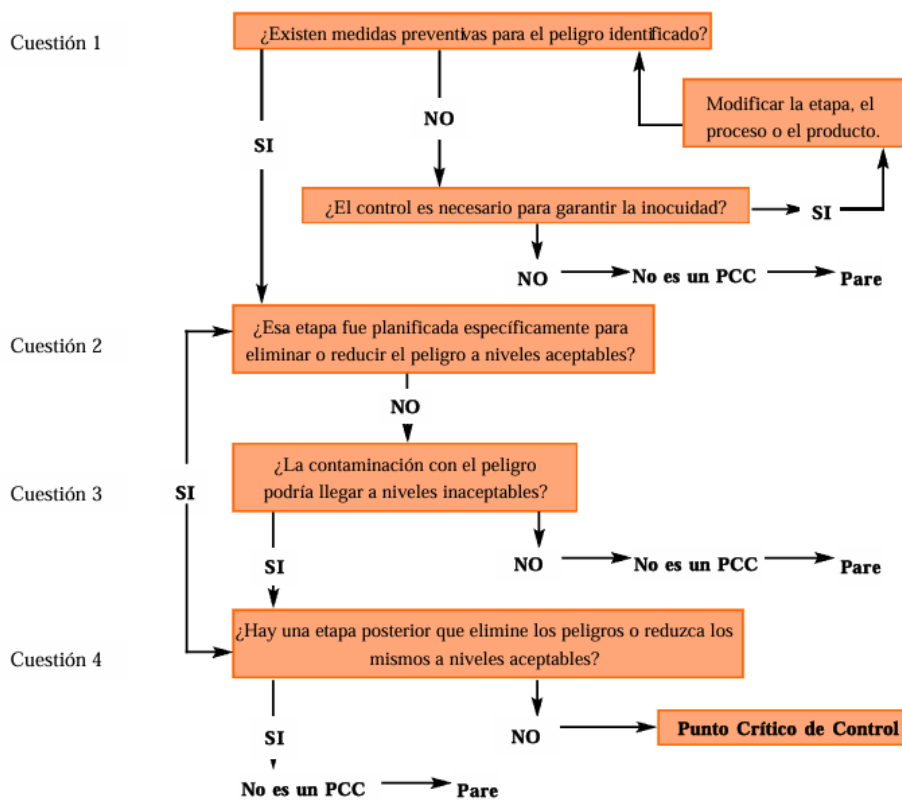 Cuestión 1
¿Existen medidas preventivas para el peligro identificado?
Modificar la etapa, el
proceso o el producto.
NO
SI
¿El control es necesario para garantir la inocuidad?
SI
NO
No es un PCC
Pare
Cuestión 2
¿Esa etapa fue planificada específicamente para
eliminar o reducir el peligro a niveles aceptables?
NO
Cuestión 3
SI
¿La contaminación con el peligro
podría llegar a niveles inaceptables?
SI
NO
No es un PCC
Pare
Cuestión 4
¿Hay una etapa posterior que elimine los peligros o reduzca los
mismos a niveles aceptables?
SI
NO
Punto Crítico de Control
No es un PCC
Pare